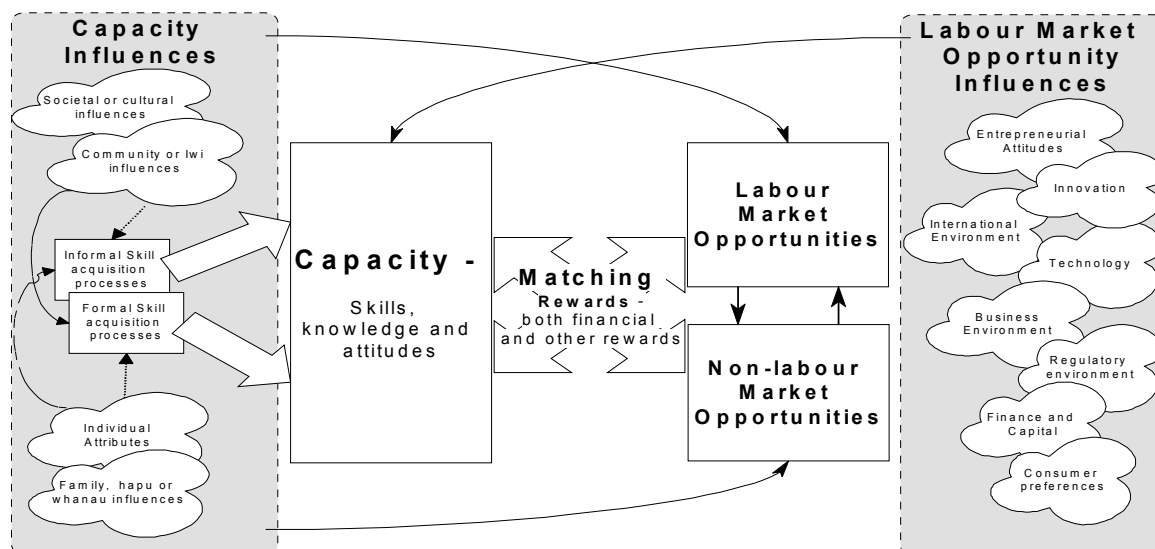 Capacity
Influences
Societal or cultural
influences
Community or Iwi
influences
Informal Skill
acquisition
processes
Formal Skill
acquisition
processes
Individual
Attributes
Family, hapu or
whanau influences
Capacity -
Skills,
knowledge and
attitudes
Matching
Rewards -
both financial
and other rewards
Labour
Market
Opportunities
Non-labour
Market
Opportunities
Labour Market
Opportunity
Influences
Entrepreneurial
Attitudes
Innovation
International
Environment
Technology
Business
Environment
Regulatory
environment
Finance and
Capital
Consumer
preferences